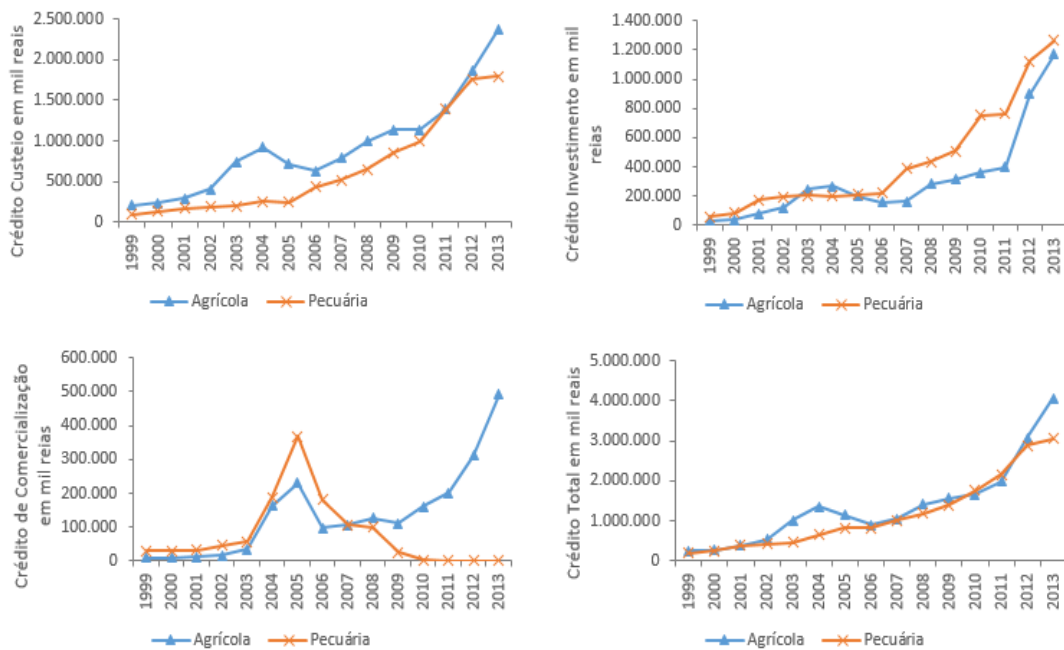 Crédito Custeio em mil reais
2.500.000
2.000.000
1.500.000
1.000.000
500.000
0
1999 2000 2001 2002 2003 2004 2005 2006 2007 2008 2009 2010 2011 2012 2013
Agrícola Pecuária
Crédito Investimento em mil
reias
1.400.000
1.200.000
1.000.000
800.000
600.000
400.000
200.000
0
1999 2000 2001 2002 2003 2004 2005 2006 2007 2008 2009 2010 2011 2012 2013
Agrícola Pecuária
Crédito de Comercialização
em mil reias
600.000
500.000
400.000
300.000
200.000
100.000
0
1999 2000 2001 2002 2003 2004 2005 2006 2007 2008 2009 2010 2011 2012 2013
Agrícola Pecuária
Crédito Total em mil reais
5.000.000
4.000.000
3.000.000
2.000.000
1.000.000
0
1999 2000 2001 2002 2003 2004 2005 2006 2007 2008 2009 2010 2011 2012 2013
Agrícola Pecuária